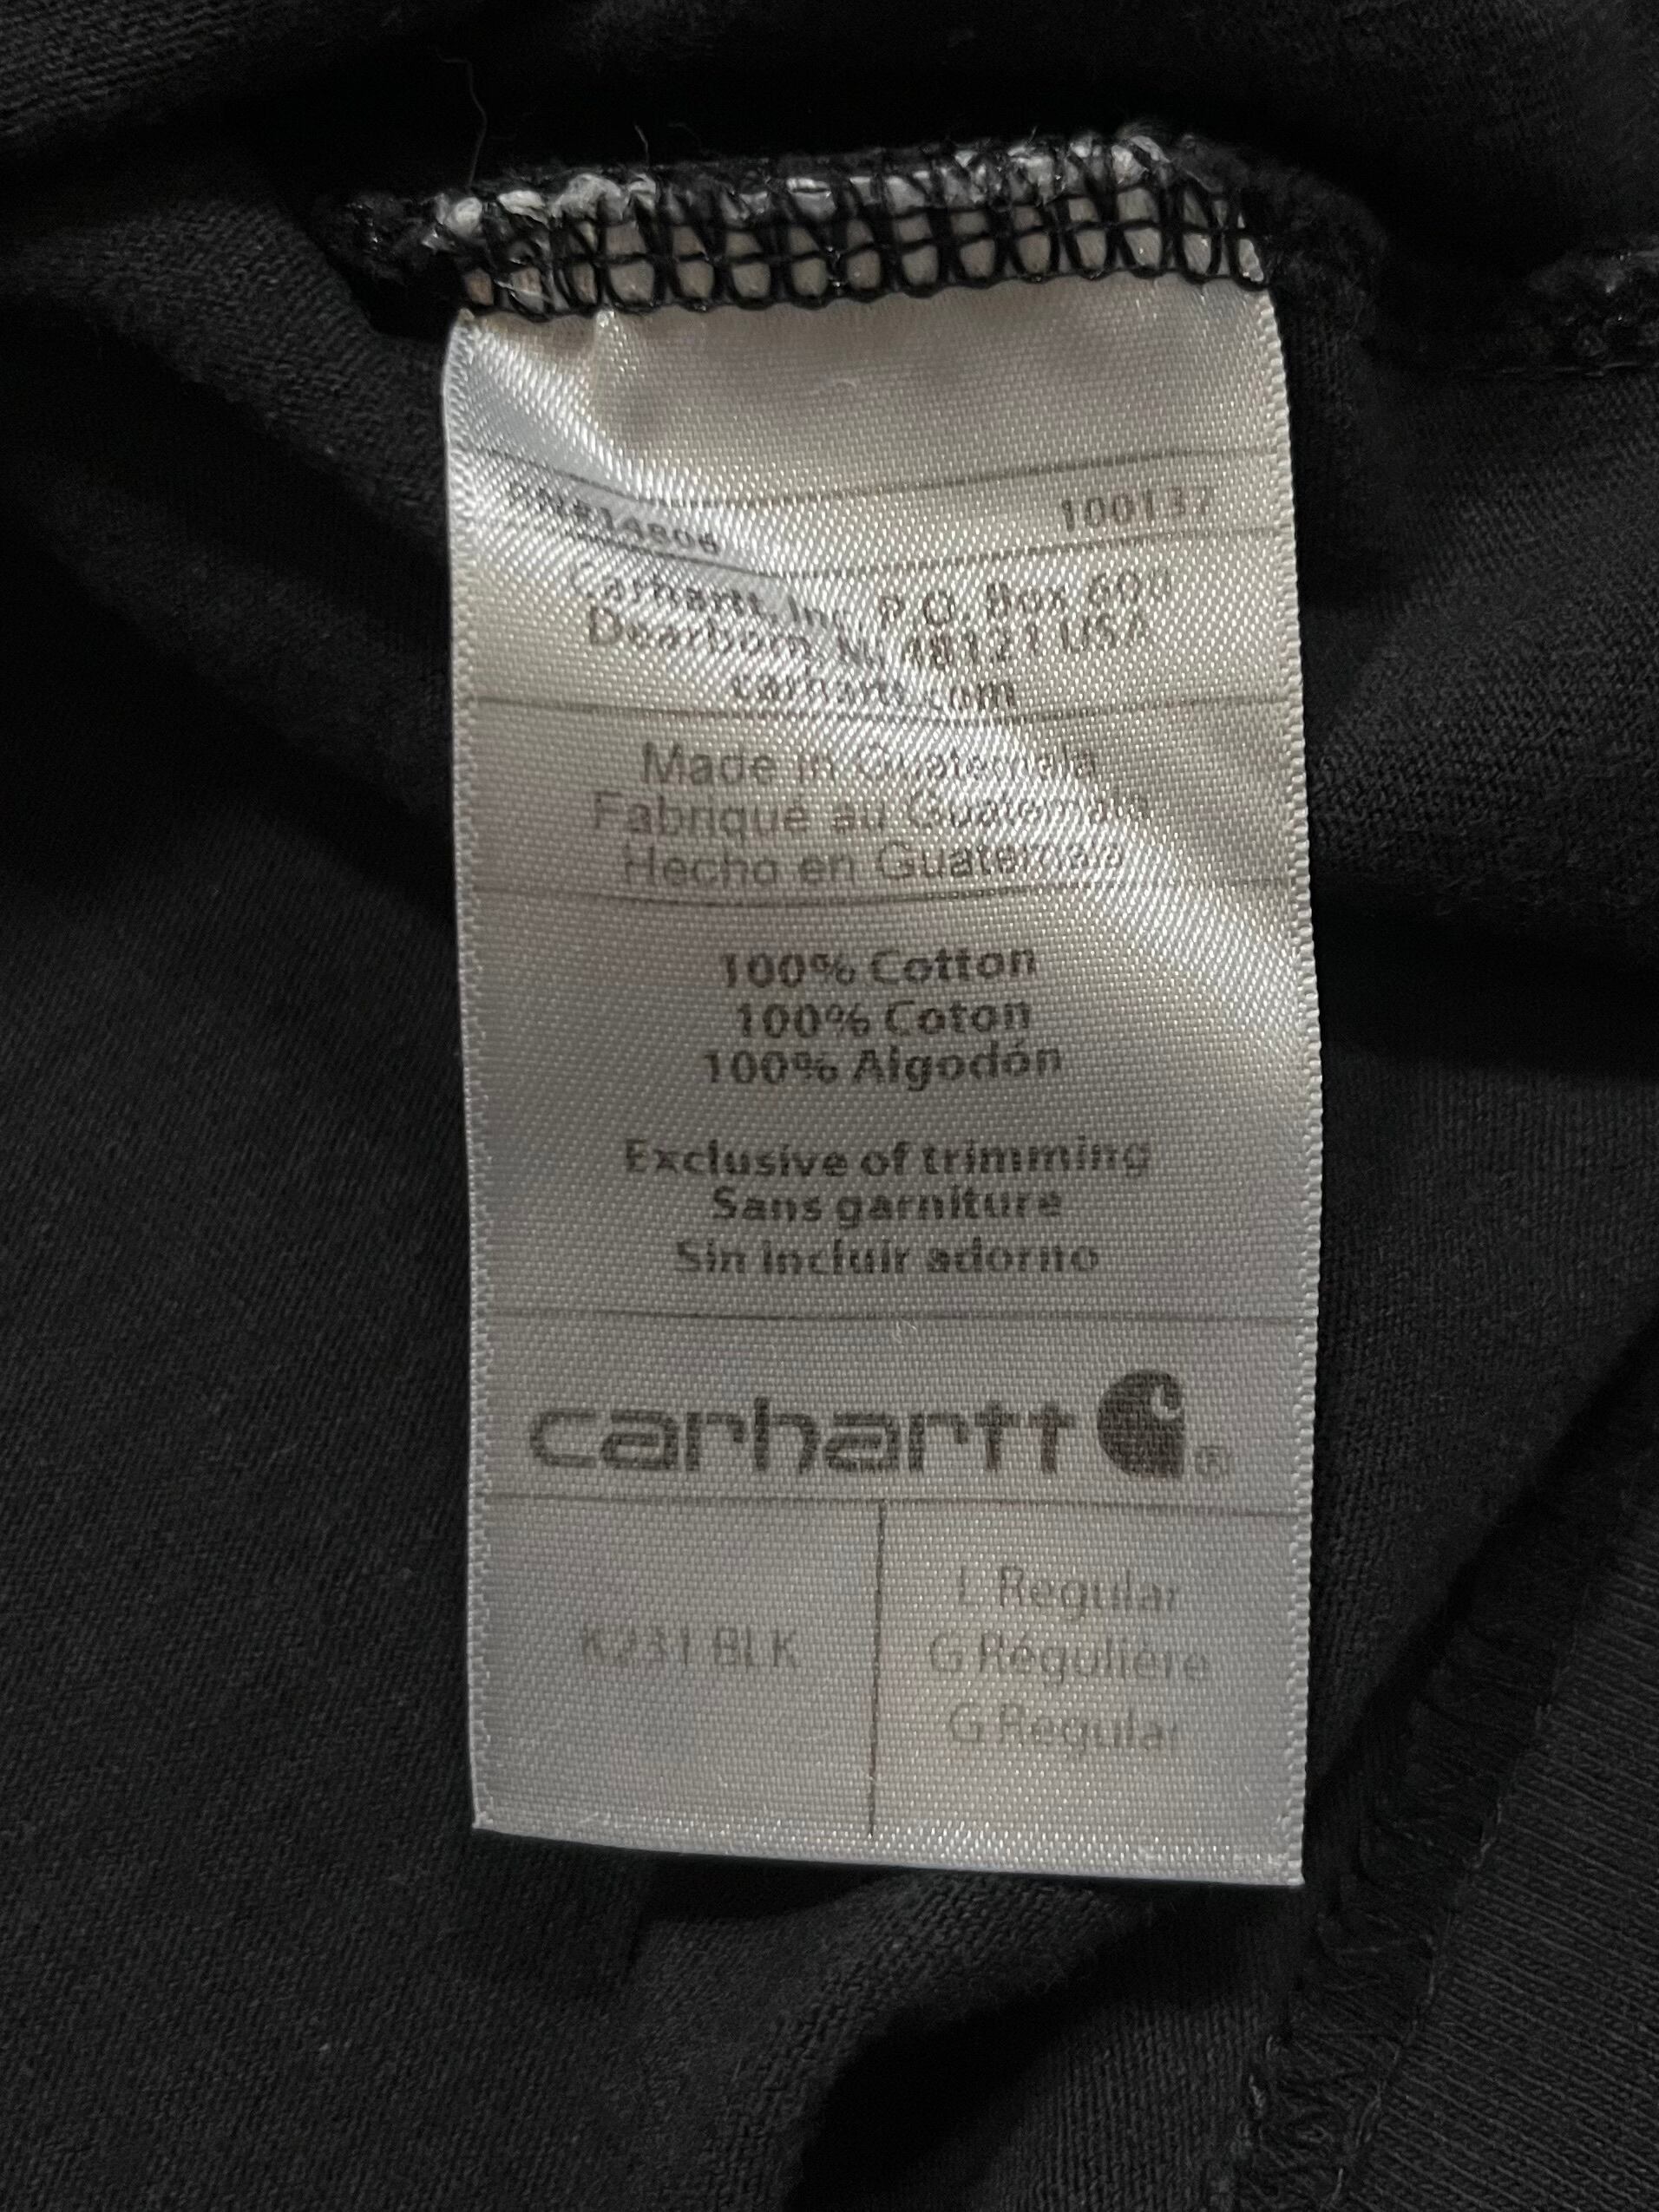 RN#14806 100137
Carhartt, Inc. P.O. Box 600
Dearborn, MI 48121 USA
carhartt.com
Made in Guatemala
Fabriqué au Guatemala
Hecho en Guatemala
100% Cotton
100% Coton
100% Algodón
Exclusive of trimming
Sans garniture
Sin incluir adorno
carhartt ®
K231 BLK
L Regular
G Régulière
G Regular